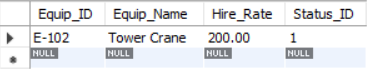 Equip_ID Equip_Name Hire_Rate Status_ID
E-102 Tower Crane 200.00 1
NULL NULL NULL NULL